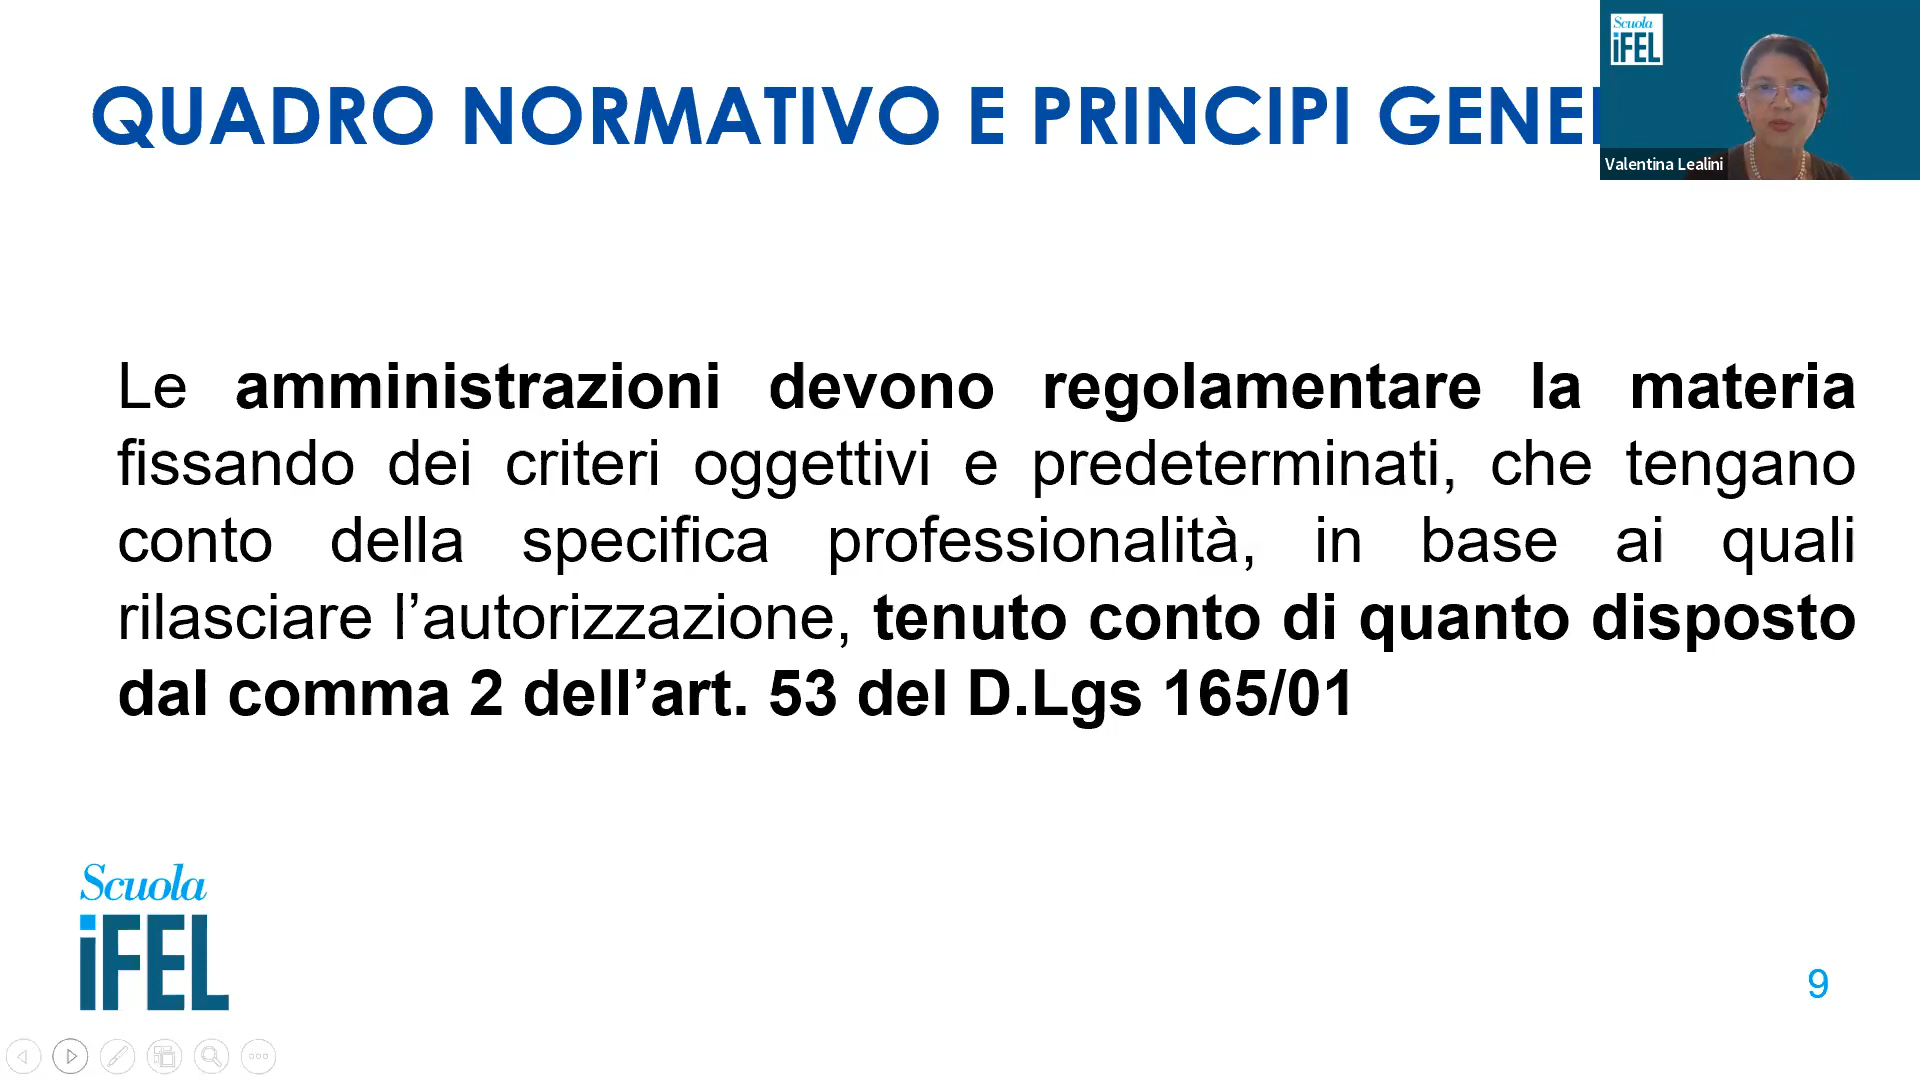 QUADRO NORMATIVO E PRINCIPI GENE
Scuola
iFEL
Valentina Lealini
Le amministrazioni devono regolamentare la materia
fissando dei criteri oggettivi e predeterminati, che tengano
conto della specifica professionalità, in base ai quali
rilasciare l’autorizzazione, tenuto conto di quanto disposto
dal comma 2 dell’art. 53 del D.Lgs 165/01
Scuola
iFEL
9